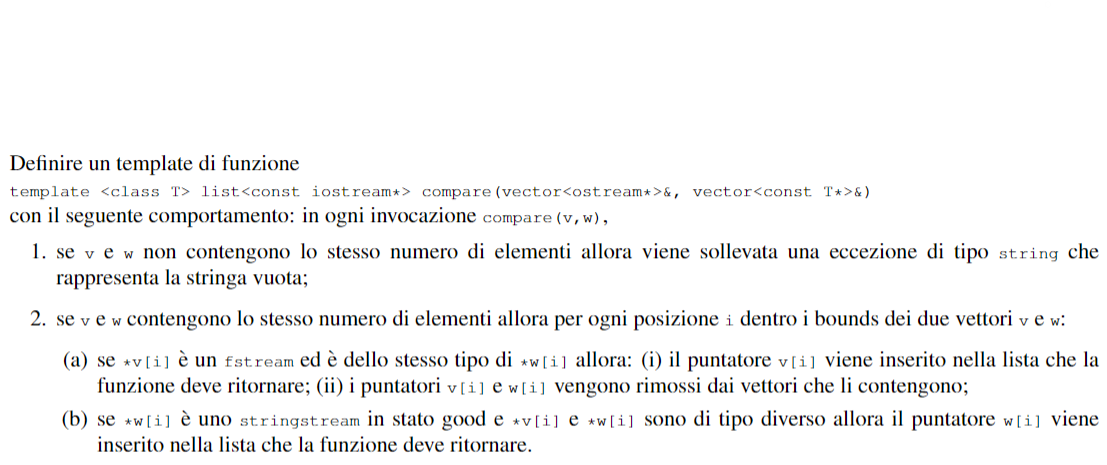 Definire un template di funzione
template <class T> list<const iostream*> compare(vector<ostream*>&, vector<const T*>&)
con il seguente comportamento: in ogni invocazione compare(v,w),
1. se v e w non contengono lo stesso numero di elementi allora viene sollevata una eccezione di tipo string che
rappresenta la stringa vuota;
2. se v e w contengono lo stesso numero di elementi allora per ogni posizione i dentro i bounds dei due vettori v e w:
(a) se *v[i] è un fstream ed è dello stesso tipo di *w[i] allora: (i) il puntatore v[i] viene inserito nella lista che la
funzione deve ritornare; (ii) i puntatori v[i] e w[i] vengono rimossi dai vettori che li contengono;
(b) se *w[i] è uno stringstream in stato good e *v[i] e *w[i] sono di tipo diverso allora il puntatore w[i] viene
inserito nella lista che la funzione deve ritornare.